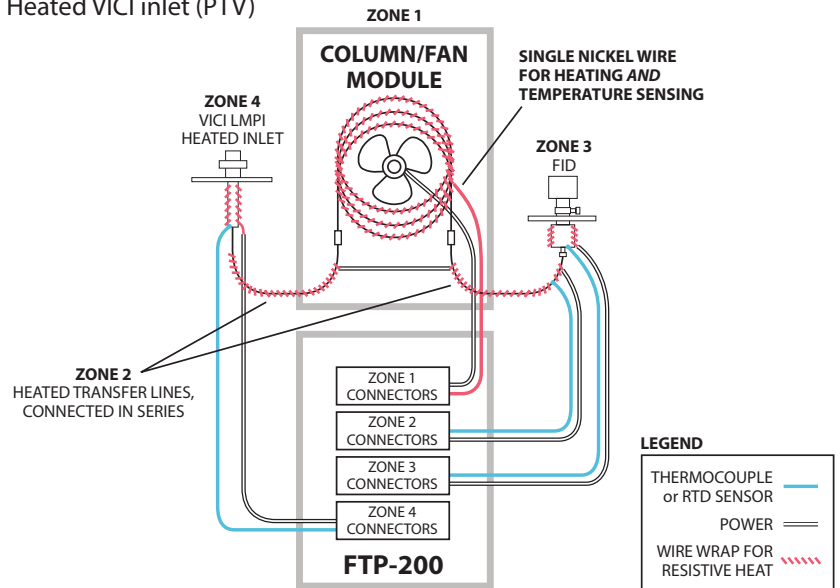 Heated VICI inlet (PTV)
ZONE 1
COLUMN/FAN
MODULE
SINGLE NICKEL WIRE
FOR HEATING AND
TEMPERATURE SENSING
ZONE 4
VICI LMPI
HEATED INLET
ZONE 3
FID
ZONE 2
HEATED TRANSFER LINES,
CONNECTED IN SERIES
ZONE 1
CONNECTORS
ZONE 2
CONNECTORS
ZONE 3
CONNECTORS
ZONE 4
CONNECTORS
FTP-200
LEGEND
THERMOCOUPLE
or RTD SENSOR
POWER
WIRE WRAP FOR
RESISTIVE HEAT